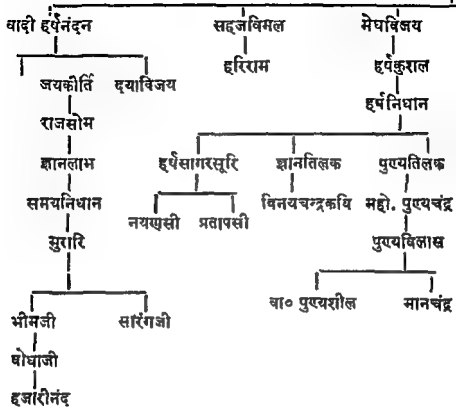 वादी हर्षनंदन सहजविमल मेघविजय
जयकीर्ति दयाविजय हरिराम हर्षकुशल
राजसोम हर्षनिधान
ज्ञानलाभ हर्षसागरसूरि ज्ञानतिलक पुण्यतिलक
समयनिधान नयणसी प्रतापसी विनयचन्द्रकवि महो. पुण्यचंद्र
सुरारि पुण्यविलास
भीमजी सारंगजी वा० पुण्यशील मानचंद्र
बोधाजी
हजारीनंद